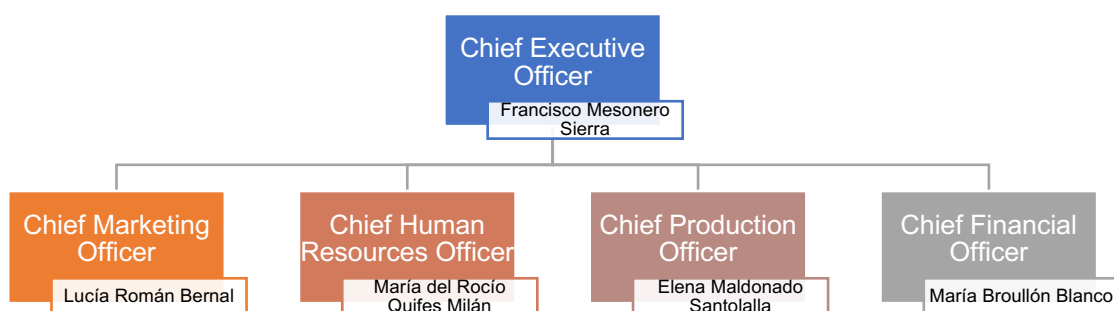 Chief Executive
Officer
Francisco Mesonero
Sierra
Chief Marketing
Officer
Lucía Román Bernal
Chief Human
Resources Officer
María del Rocío
Quifes Milán
Chief Production
Officer
Elena Maldonado
Santolalla
Chief Financial
Officer
María Broullón Blanco